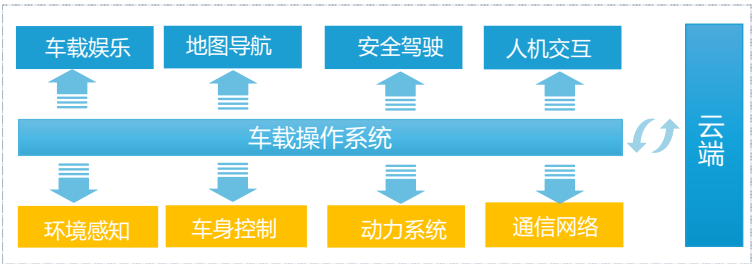 车载娱乐
地图导航
安全驾驶
人机交互
车载操作系统
云端
环境感知
车身控制
动力系统
通信网络